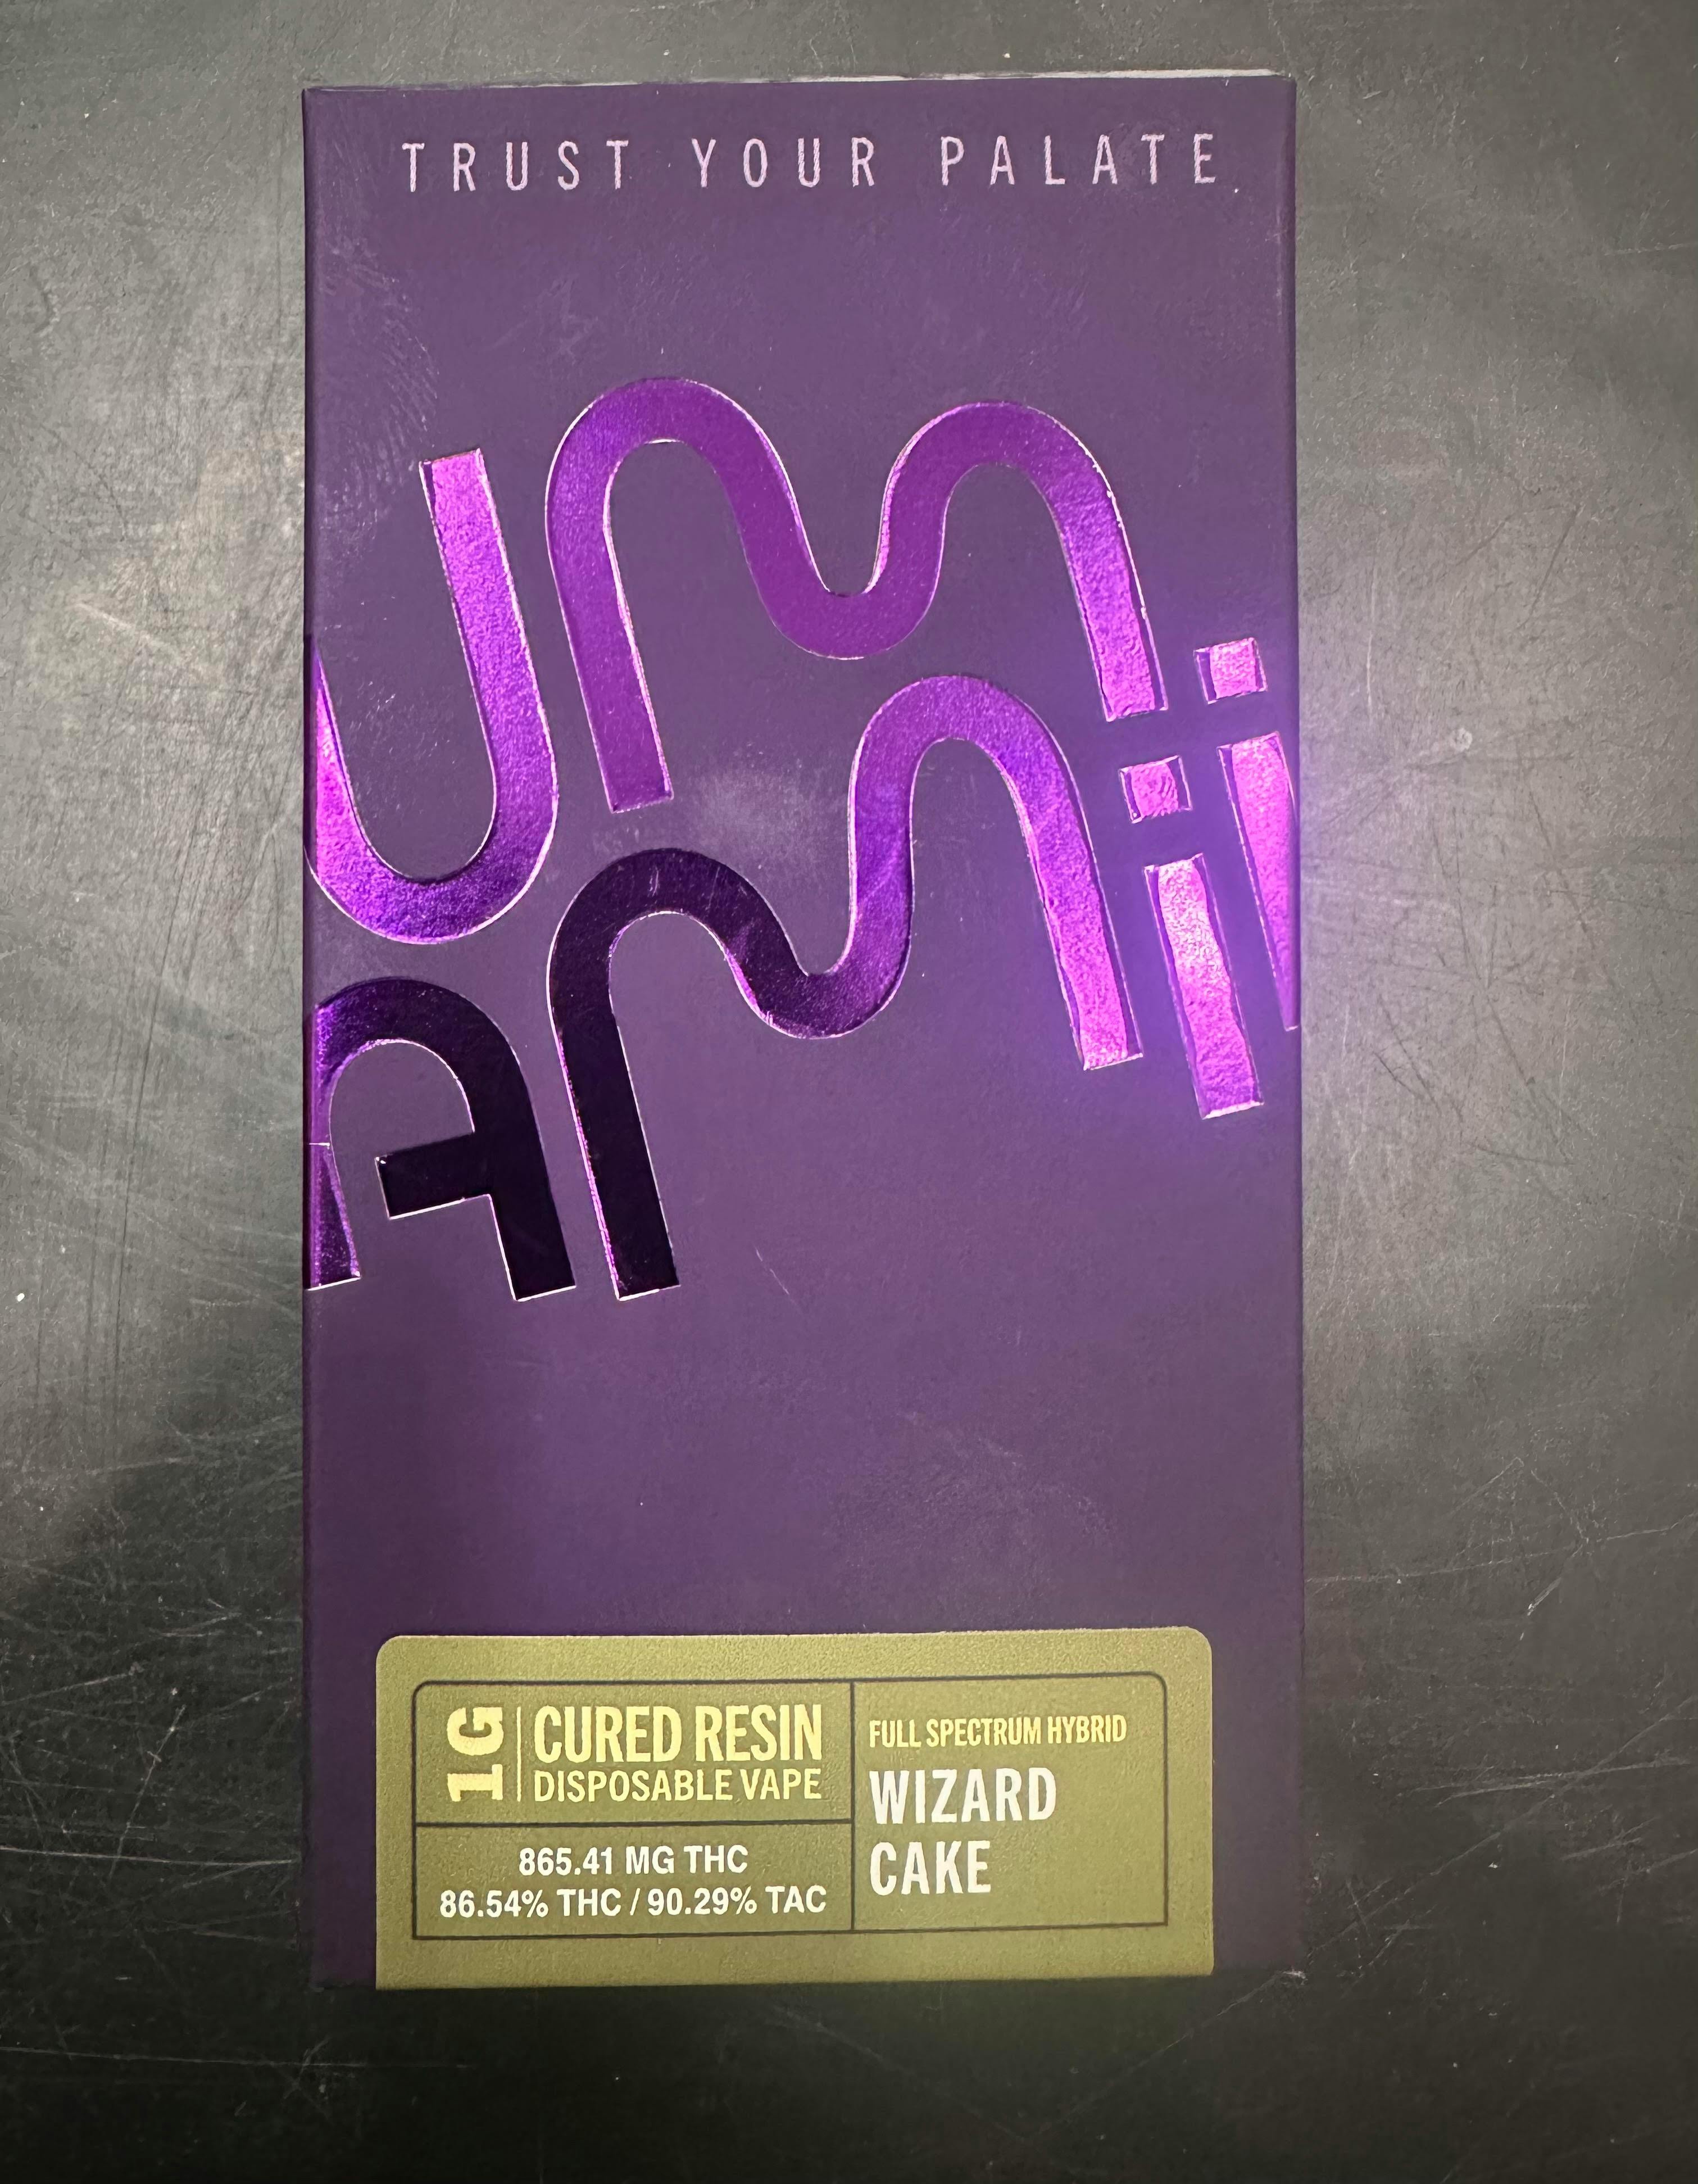 TRUST YOUR PALATE.
1G
CURED RESIN
DISPOSABLE VAPE
865.41 MG THC
86.54% THC / 90.29% TAC
FULL SPECTRUM HYBRID
WIZARD
CAKE